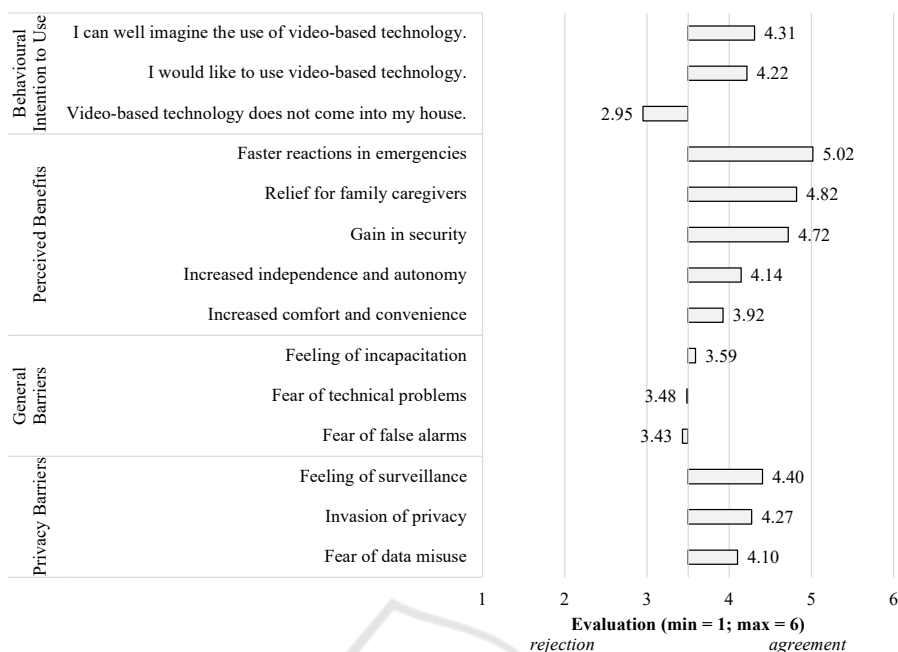 Behavioural
Intention to Use
I can well imagine the use of video-based technology. 4.31
I would like to use video-based technology. 4.22
Video-based technology does not come into my house. 2.95
Perceived Benefits
Faster reactions in emergencies 5.02
Relief for family caregivers 4.82
Gain in security 4.72
Increased independence and autonomy 4.14
Increased comfort and convenience 3.92
General
Barriers
Feeling of incapacitation 3.59
Fear of technical problems 3.48
Fear of false alarms 3.43
Privacy Barriers
Feeling of surveillance 4.40
Invasion of privacy 4.27
Fear of data misuse 4.10
1 2 3 4 5 6
Evaluation (min = 1; max = 6)
rejection agreement